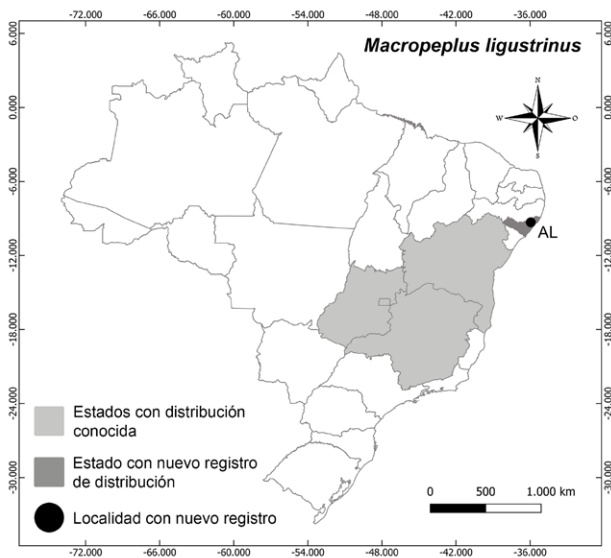 -72.000 -66.000 -60.000 -54.000 -48.000 -42.000 -36.000
6.000
0.000
-6.000
-12.000
-18.000
-24.000
-30.000
Macropeplus ligustrinus
N
W O
S
AL
6.000
0.000
-6.000
-12.000
-18.000
-24.000
-30.000
Estados con distribución
conocida
Estado con nuevo registro
de distribución
Localidad con nuevo registro
0 500 1.000 km
-72.000 -66.000 -60.000 -54.000 -48.000 -42.000 -36.000